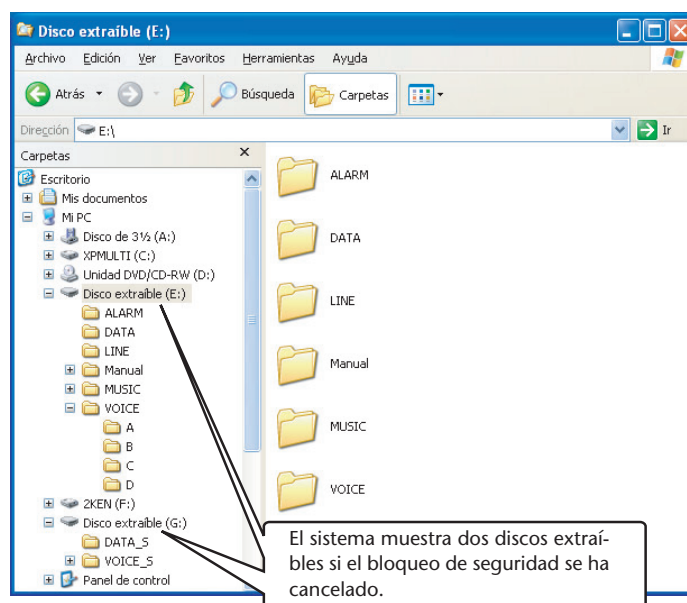 Disco extraíble (E:)
Archivo Edición Ver Favoritos Herramientas Ayuda
Atrás Búsqueda Carpetas
Dirección E:\ Ir
Carpetas
Escritorio
Mis documentos
Mi PC
Disco de 3½ (A:)
XPMULTI (C:)
Unidad DVD/CD-RW (D:)
Disco extraíble (E:)
ALARM
DATA
LINE
Manual
MUSIC
VOICE
A
B
C
D
2KEN (F:)
Disco extraíble (G:)
DATA_S
VOICE_S
Panel de control
ALARM
DATA
LINE
Manual
MUSIC
VOICE
El sistema muestra dos discos extraí-
bles si el bloqueo de seguridad se ha
cancelado.